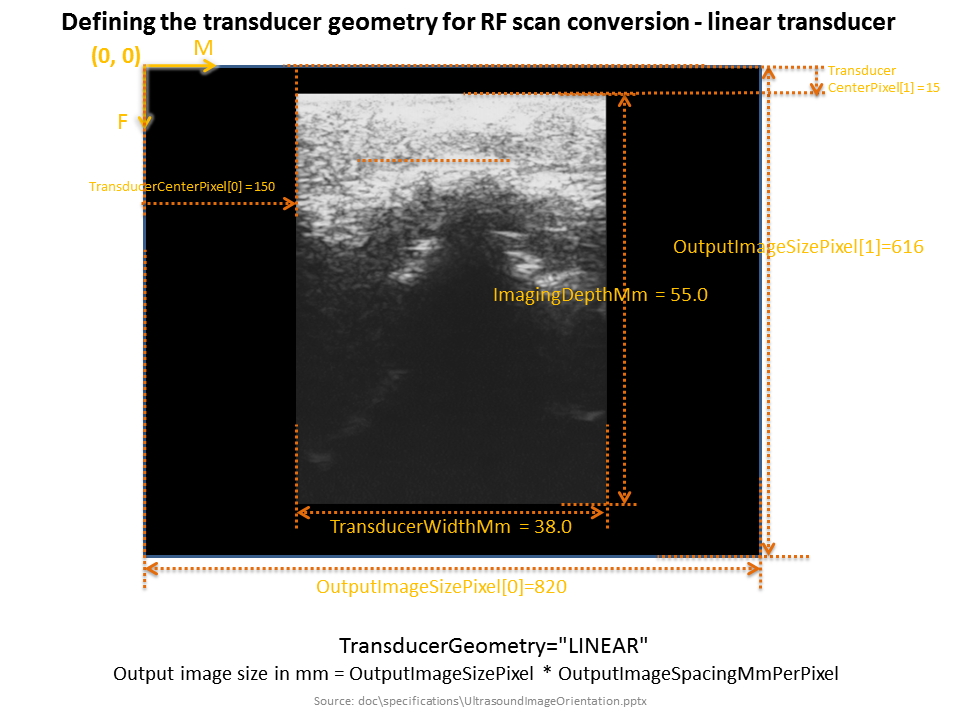 Defining the transducer geometry for RF scan conversion - linear transducer
(0, 0)
M
Transducer
CenterPixel[1] =15
F
TransducerCenterPixel[0] =150
OutputImageSizePixel[1]=616
ImagingDepthMm = 55.0
TransducerWidthMm = 38.0
OutputImageSizePixel[0]=820
TransducerGeometry="LINEAR"
Output image size in mm = OutputImageSizePixel * OutputImageSpacingMmPerPixel
Source: doc\specifications\UltrasoundImageOrientation.pptx